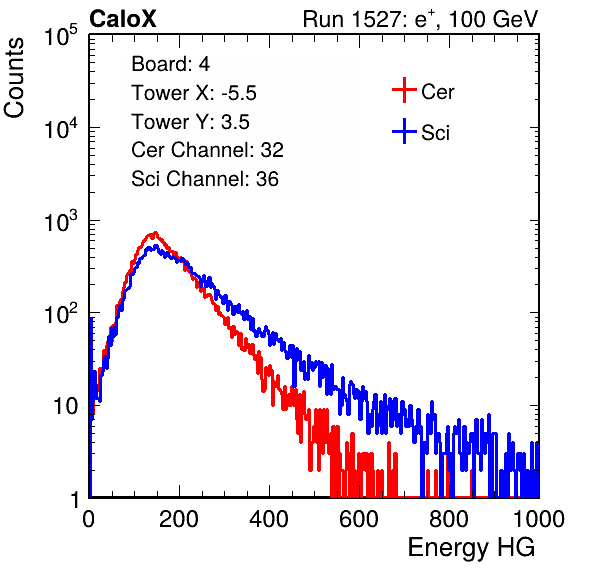 CaloX Run 1527: e⁺, 100 GeV
Counts
Board: 4
Tower X: -5.5
Tower Y: 3.5
Cer Channel: 32
Sci Channel: 36
Cer
Sci
10⁵
10⁴
10³
10²
10
1
0 200 400 600 800 1000
Energy HG